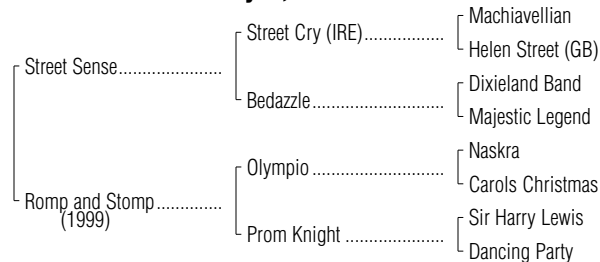 Machiavellian
Street Cry (IRE)..................
Helen Street (GB)
Street Sense.......................
Dixieland Band
Bedazzle.............................
Majestic Legend
Naskra
Olympio.............................
Carols Christmas
Romp and Stomp..............
(1999)
Sir Harry Lewis
Prom Knight......................
Dancing Party